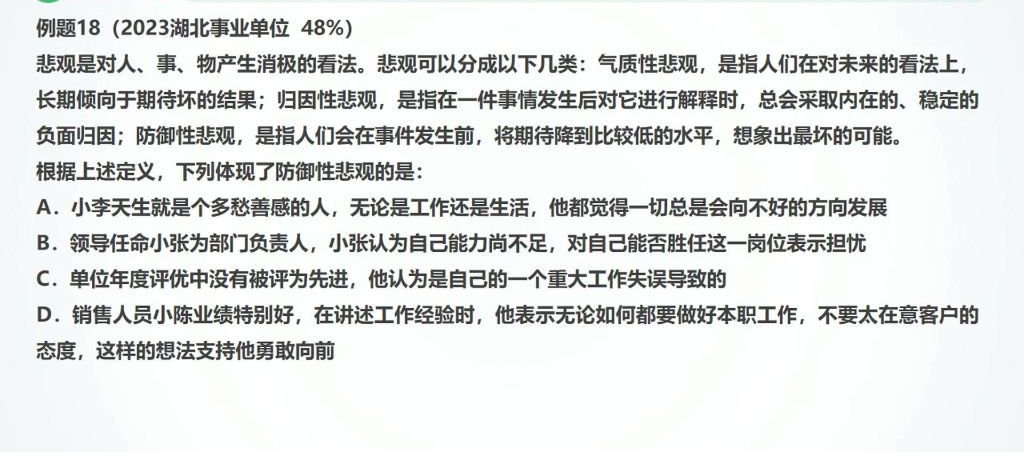 例题18（2023湖北事业单位 48%）
悲观是对人、事、物产生消极的看法。悲观可以分成以下几类：气质性悲观，是指人们在对未来的看法上，
长期倾向于期待坏的结果；归因性悲观，是指在一件事情发生后对它进行解释时，总会采取内在的、稳定的
负面归因；防御性悲观，是指人们会在事件发生前，将期待降到比较低的水平，想象出最坏的可能。
根据上述定义，下列体现了防御性悲观的是：
A．小李天生就是个多愁善感的人，无论是工作还是生活，他都觉得一切总是会向不好的方向发展
B．领导任命小张为部门负责人，小张认为自己能力尚不足，对自己能否胜任这一岗位表示担忧
C．单位年度评优中没有被评为先进，他认为是自己的一个重大工作失误导致的
D．销售人员小陈业绩特别好，在讲述工作经验时，他表示无论如何都要做好本职工作，不要太在意客户的
态度，这样的想法支持他勇敢向前